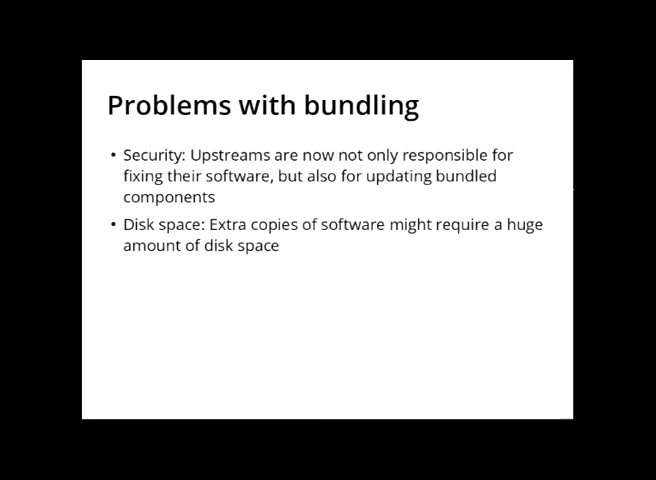 Problems with bundling
• Security: Upstreams are now not only responsible for
fixing their software, but also for updating bundled
components
• Disk space: Extra copies of software might require a huge
amount of disk space